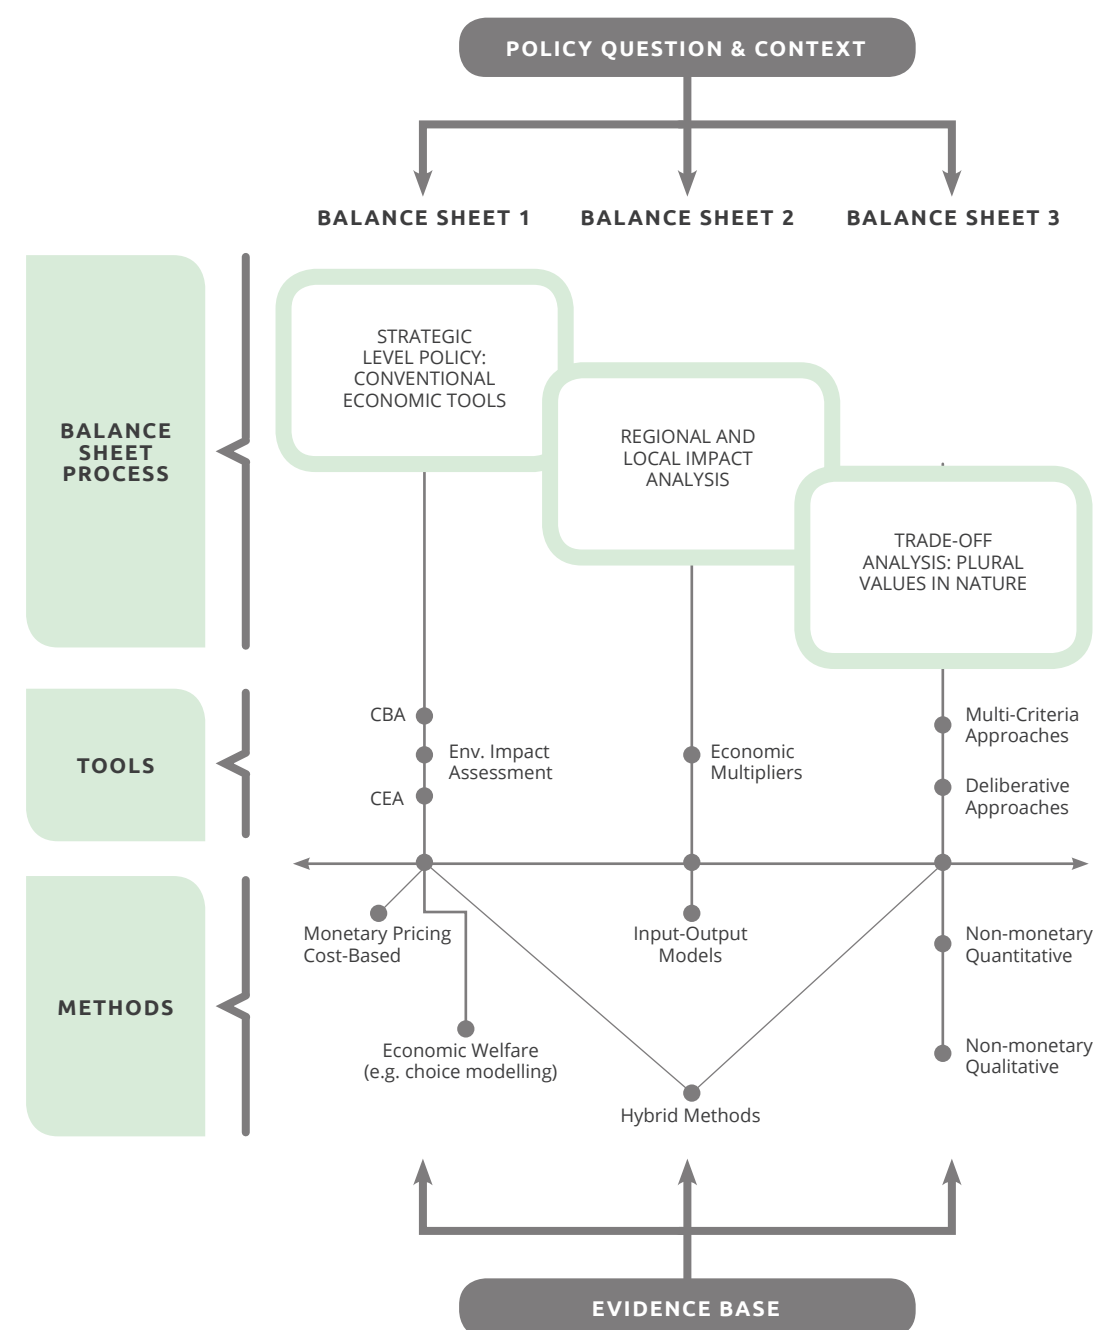 POLICY QUESTION & CONTEXT
BALANCE SHEET 1
BALANCE SHEET 2
BALANCE SHEET 3
BALANCE
SHEET
PROCESS
STRATEGIC
LEVEL POLICY:
CONVENTIONAL
ECONOMIC TOOLS
REGIONAL AND
LOCAL IMPACT
ANALYSIS
TRADE-OFF
ANALYSIS: PLURAL
VALUES IN NATURE
TOOLS
CBA
Env. Impact
Assessment
CEA
Economic
Multipliers
Multi-Criteria
Approaches
Deliberative
Approaches
METHODS
Monetary Pricing
Cost-Based
Economic Welfare
(e.g. choice modelling)
Input-Output
Models
Hybrid Methods
Non-monetary
Quantitative
Non-monetary
Qualitative
EVIDENCE BASE